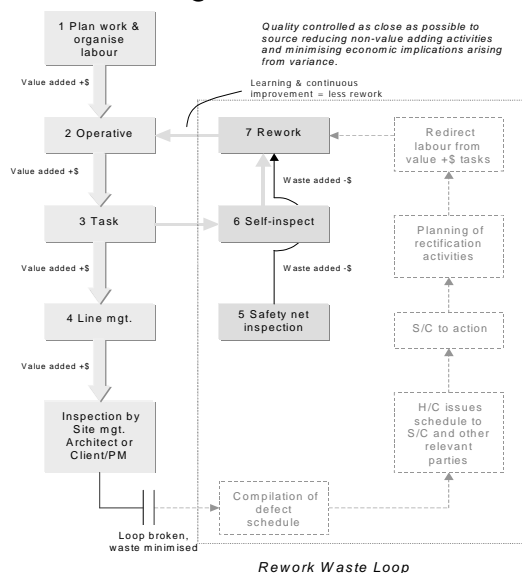 1 Plan work &
organise
labour
Quality controlled as close as possible to
source reducing non-value adding activities
and minimising economic implications arising
from variance.
Value added +$
Learning & continuous
improvement = less rework
2 Operative
7 Rework
Redirect
labour from
value +$ tasks
Value added +$
Waste added -$
3 Task
6 Self-inspect
Planning of
rectification
activities
Value added +$
Waste added -$
4 Line mgt.
5 Safety net
inspection
S/C to action
Value added +$
Inspection by
Site mgt.
Architect or
Client/PM
H/C issues
schedule to
S/C and other
relevant
parties
Compilation of
defect
schedule
Loop broken,
waste minimised
Rework Waste Loop